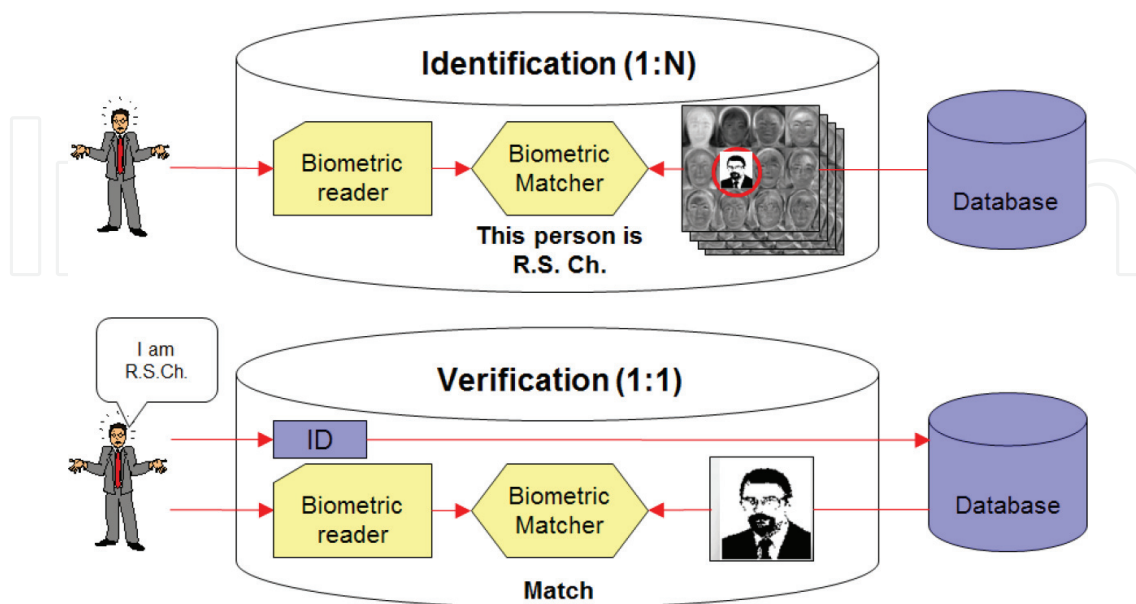 Identification (1:N)
Biometric
reader
Biometric
Matcher
This person is
R.S. Ch.
Database
I am
R.S.Ch.
Verification (1:1)
ID
Biometric
reader
Biometric
Matcher
Match
Database